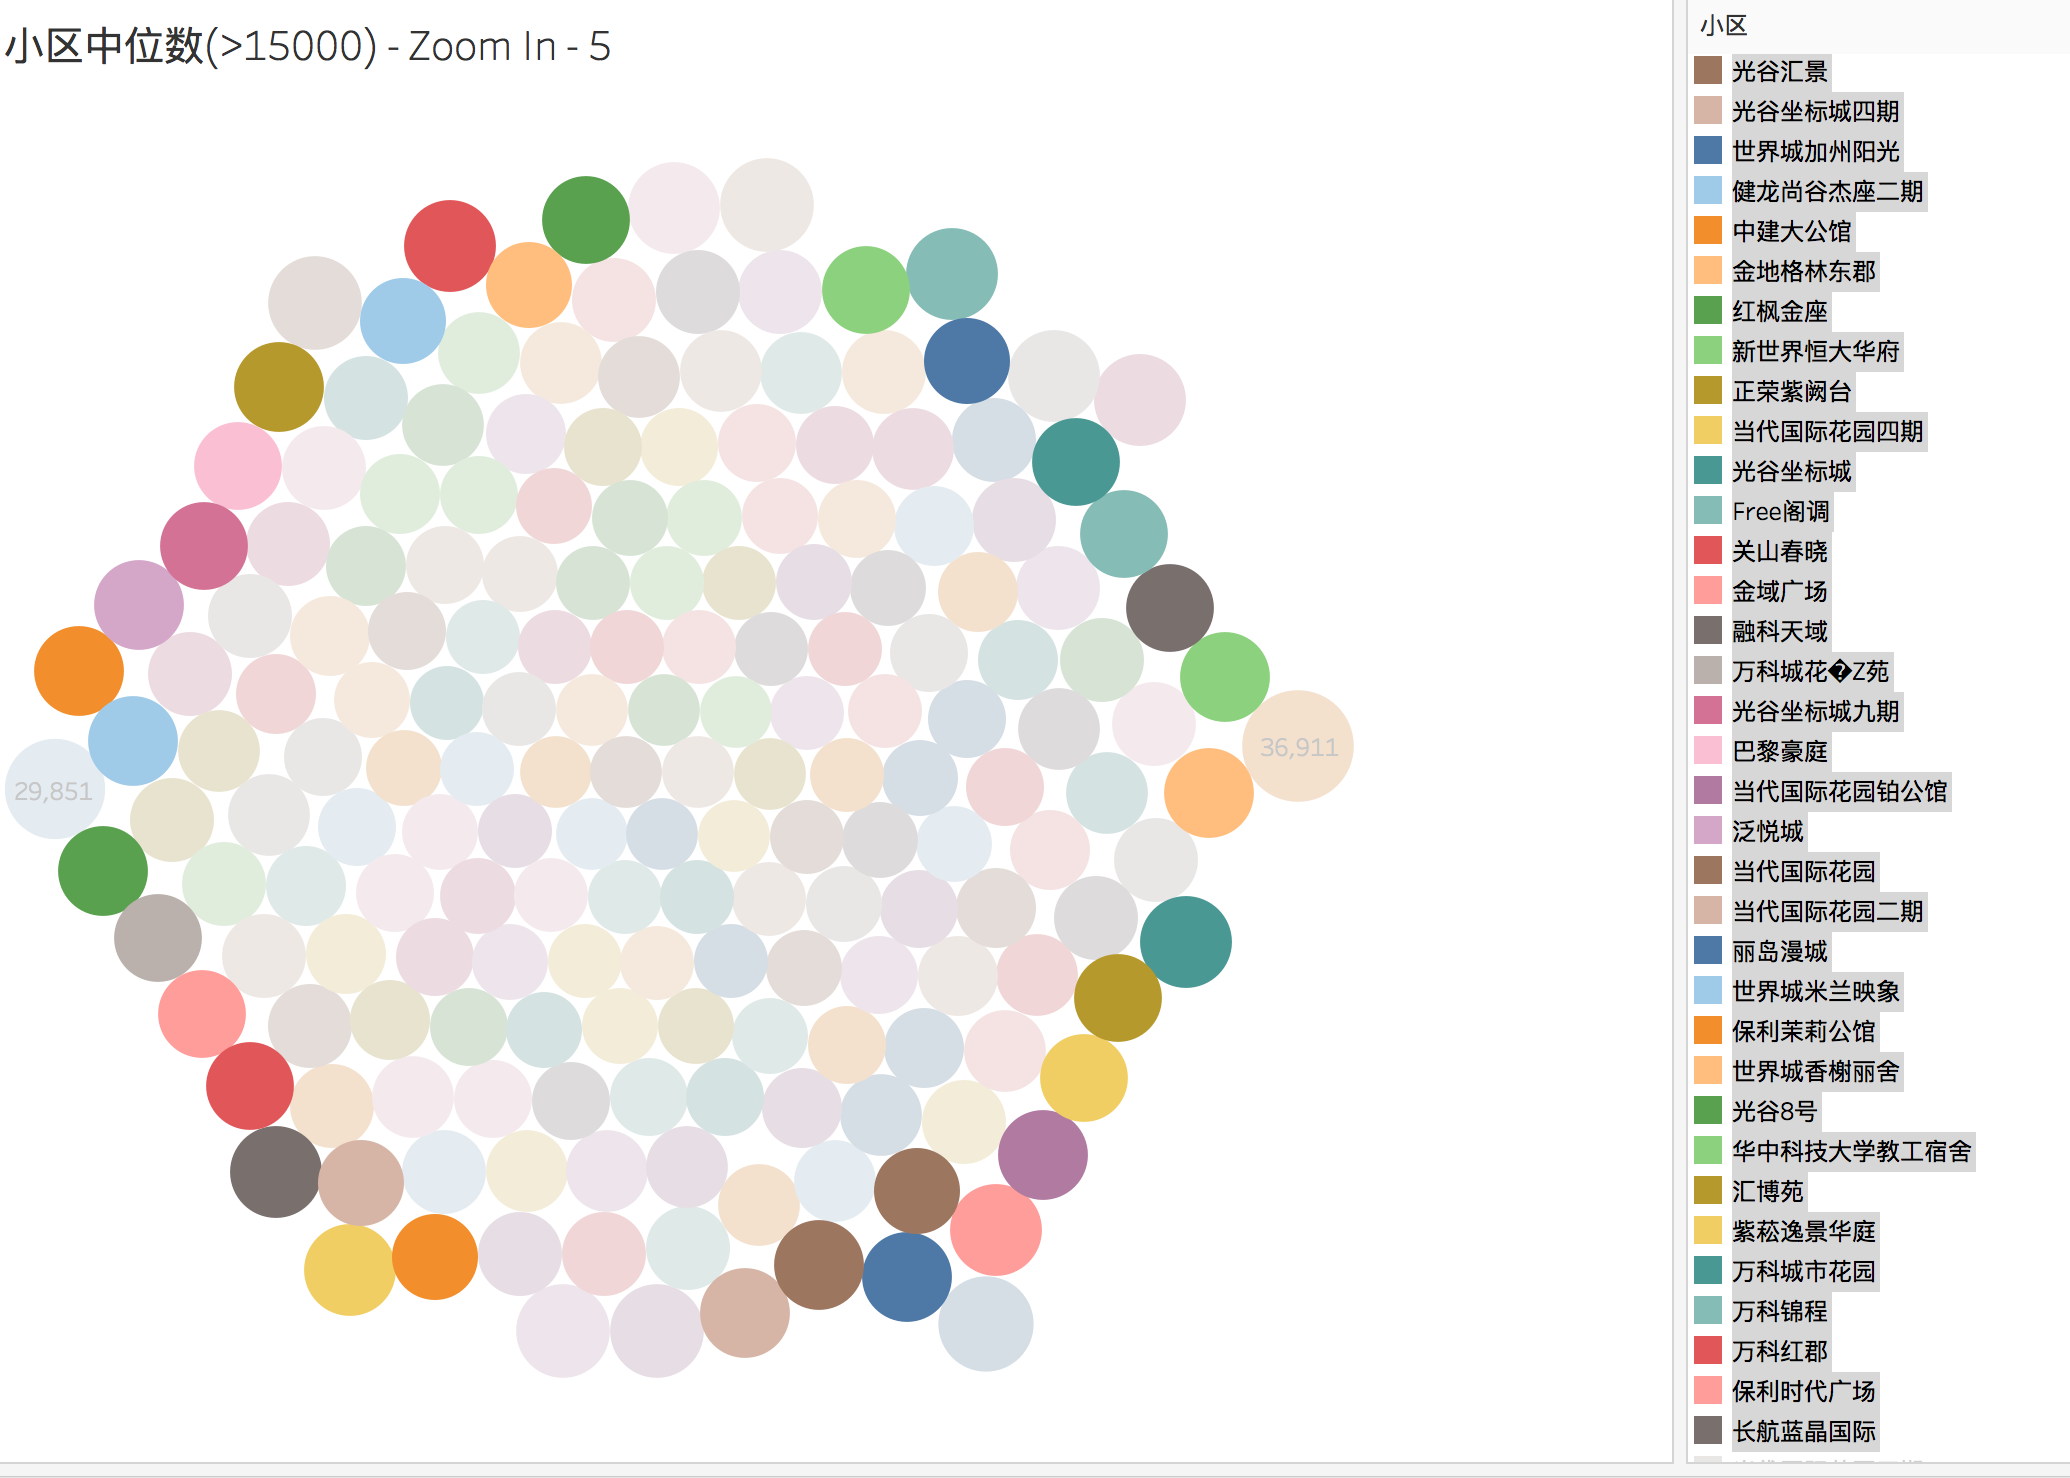 小区中位数(>15000) - Zoom In - 5
29,851
36,911
小区
光谷汇景
光谷坐标城四期
世界城加州阳光
健龙尚谷杰座二期
中建大公馆
金地格林东郡
红枫金座
新世界恒大华府
正荣紫阙台
当代国际花园四期
光谷坐标城
Free阁调
关山春晓
金域广场
融科天域
万科城花�Z苑
光谷坐标城九期
巴黎豪庭
当代国际花园铂公馆
泛悦城
当代国际花园
当代国际花园二期
丽岛漫城
世界城米兰映象
保利茉莉公馆
世界城香榭丽舍
光谷8号
华中科技大学教工宿舍
汇博苑
紫菘逸景华庭
万科城市花园
万科锦程
万科红郡
保利时代广场
长航蓝晶国际